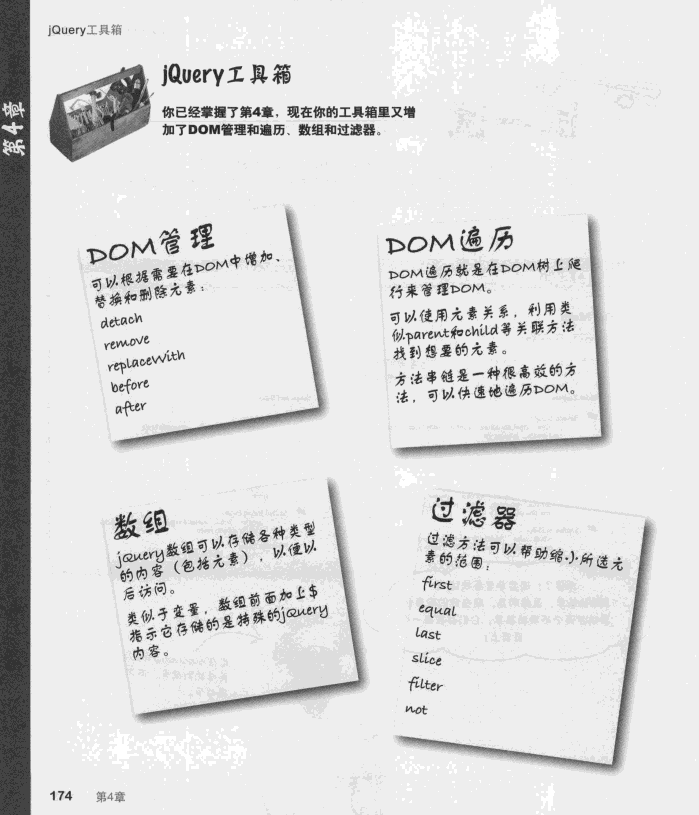 jQuery工具箱
第4章
jQuery工具箱
你已经掌握了第4章，现在你的工具箱里又增
加了DOM管理和遍历、数组和过滤器。
DOM管理
可以根据需要在DOM中增加、
替换和删除元素：
detach
remove
replaceWith
before
after
DOM遍历
DOM遍历就是在DOM树上爬
行来管理DOM。
可以使用元素关系，利用类
似parent和child等关联方法
找到想要的元素。
方法串链是一种很高效的方
法，可以快速地遍历DOM。
数组
jQuery数组可以存储各种类型
的内容（包括元素），以便以
后访问。
类似于变量，数组前面加上$
指示它存储的是特殊的jQuery
内容。
过滤器
过滤方法可以帮助缩小所选元
素的范围：
first
equal
last
slice
filter
not
174 第4章